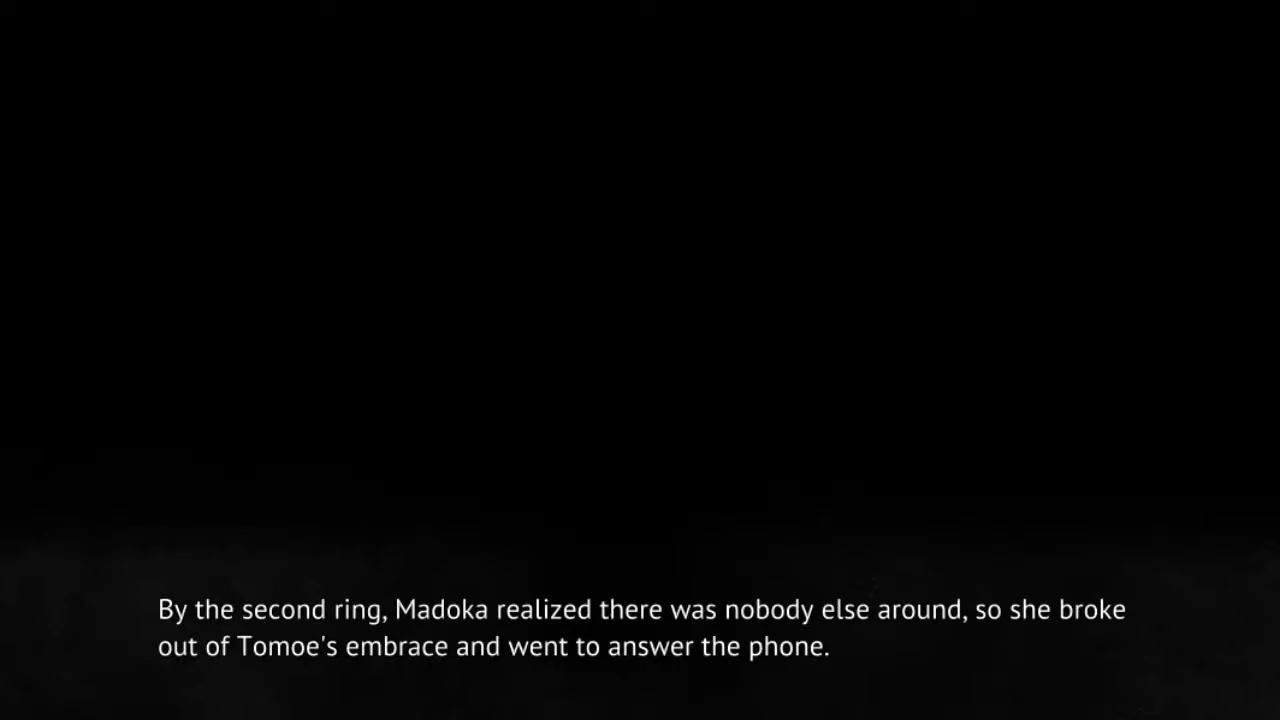 By the second ring, Madoka realized there was nobody else around, so she broke
out of Tomoe's embrace and went to answer the phone.